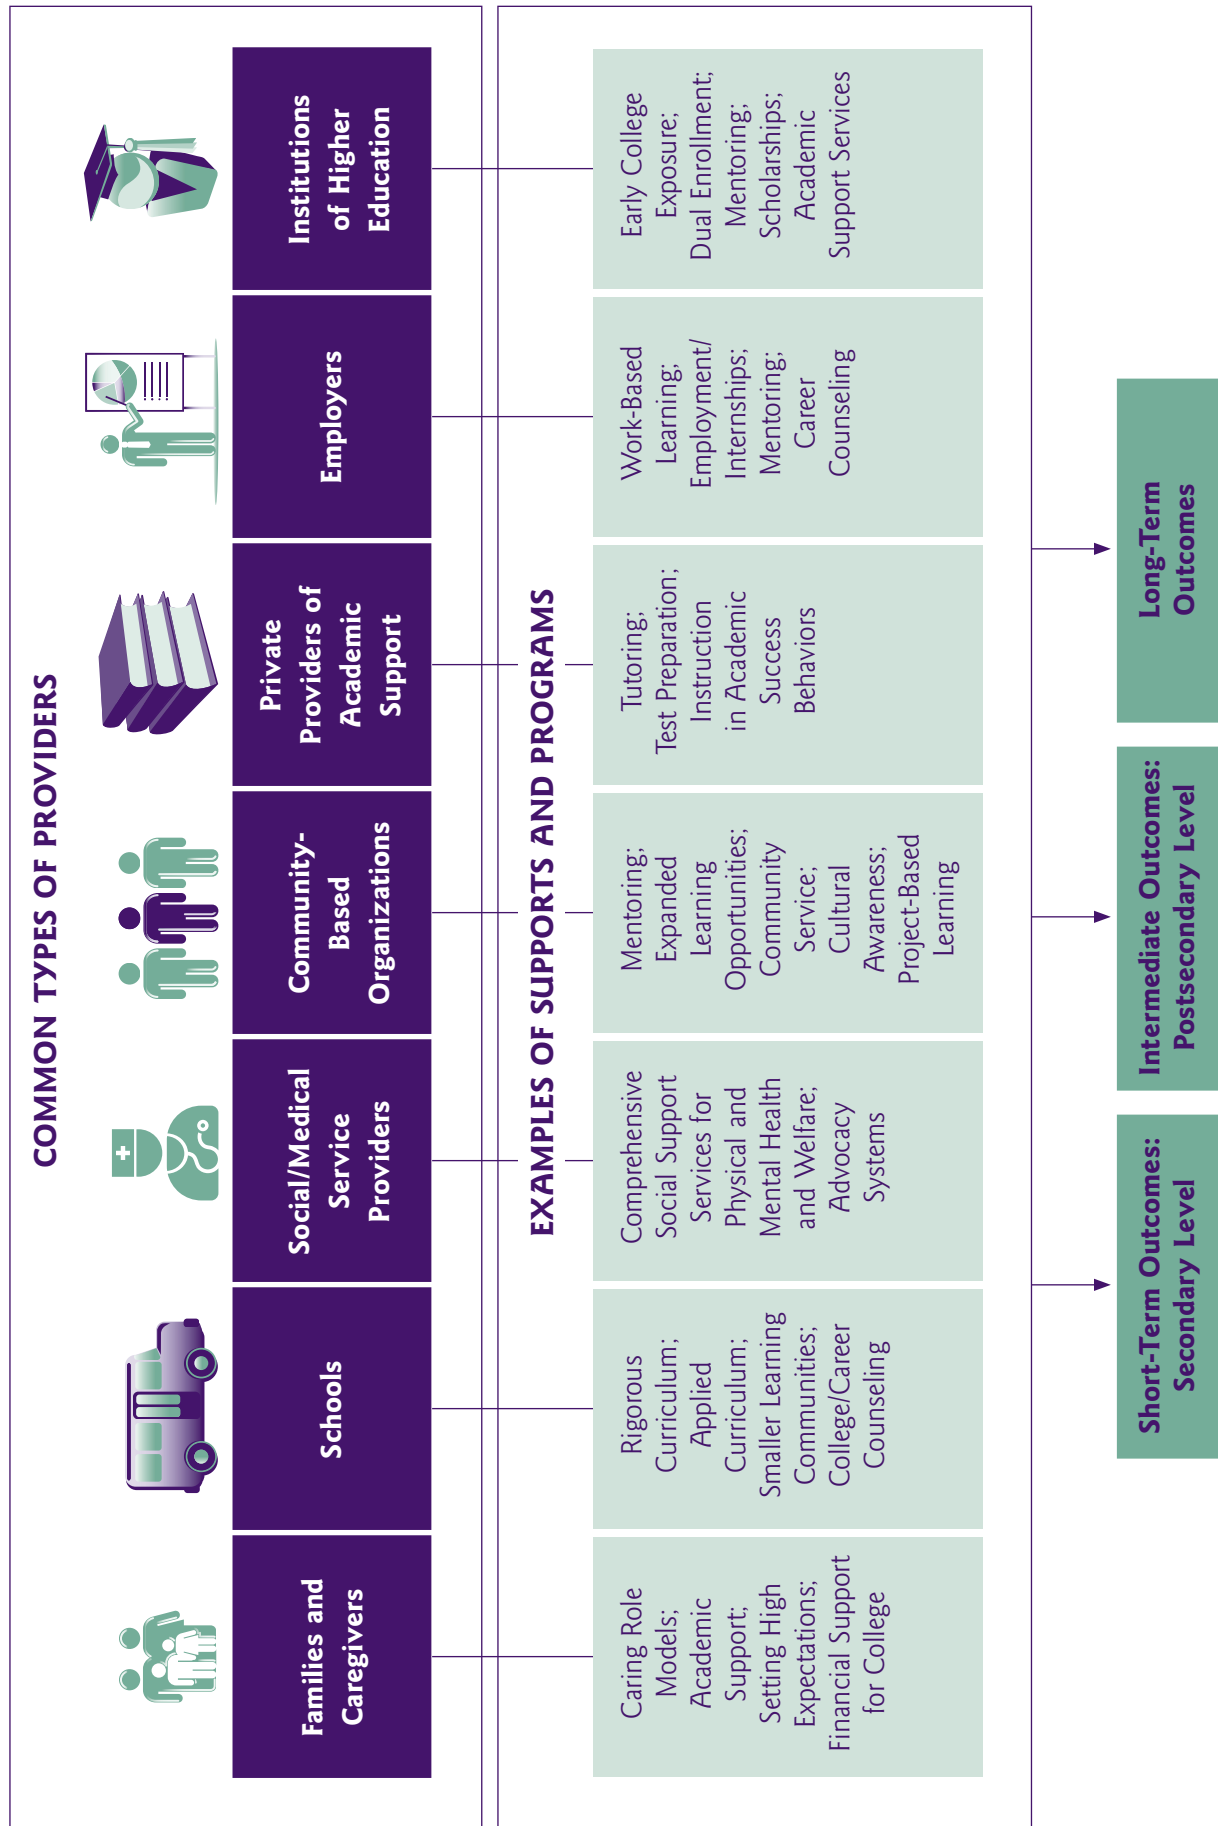 COMMON TYPES OF PROVIDERS
Families and
Caregivers
Schools
Social/Medical
Service
Providers
Community-
Based
Organizations
Private
Providers of
Academic
Support
Employers
Institutions
of Higher
Education
EXAMPLES OF SUPPORTS AND PROGRAMS
Caring Role
Models;
Academic
Support;
Setting High
Expectations;
Financial Support
for College
Rigorous
Curriculum;
Applied
Curriculum;
Smaller Learning
Communities;
College/Career
Counseling
Comprehensive
Social Support
Services for
Physical and
Mental Health
and Welfare;
Advocacy
Systems
Mentoring;
Expanded
Learning
Opportunities;
Community
Service;
Cultural
Awareness;
Project-Based
Learning
Tutoring;
Test Preparation;
Instruction
in Academic
Success
Behaviors
Work-Based
Learning;
Employment/
Internships;
Mentoring;
Career
Counseling
Early College
Exposure;
Dual Enrollment;
Mentoring;
Scholarships;
Academic
Support Services
Short-Term Outcomes:
Secondary Level
Intermediate Outcomes:
Postsecondary Level
Long-Term
Outcomes